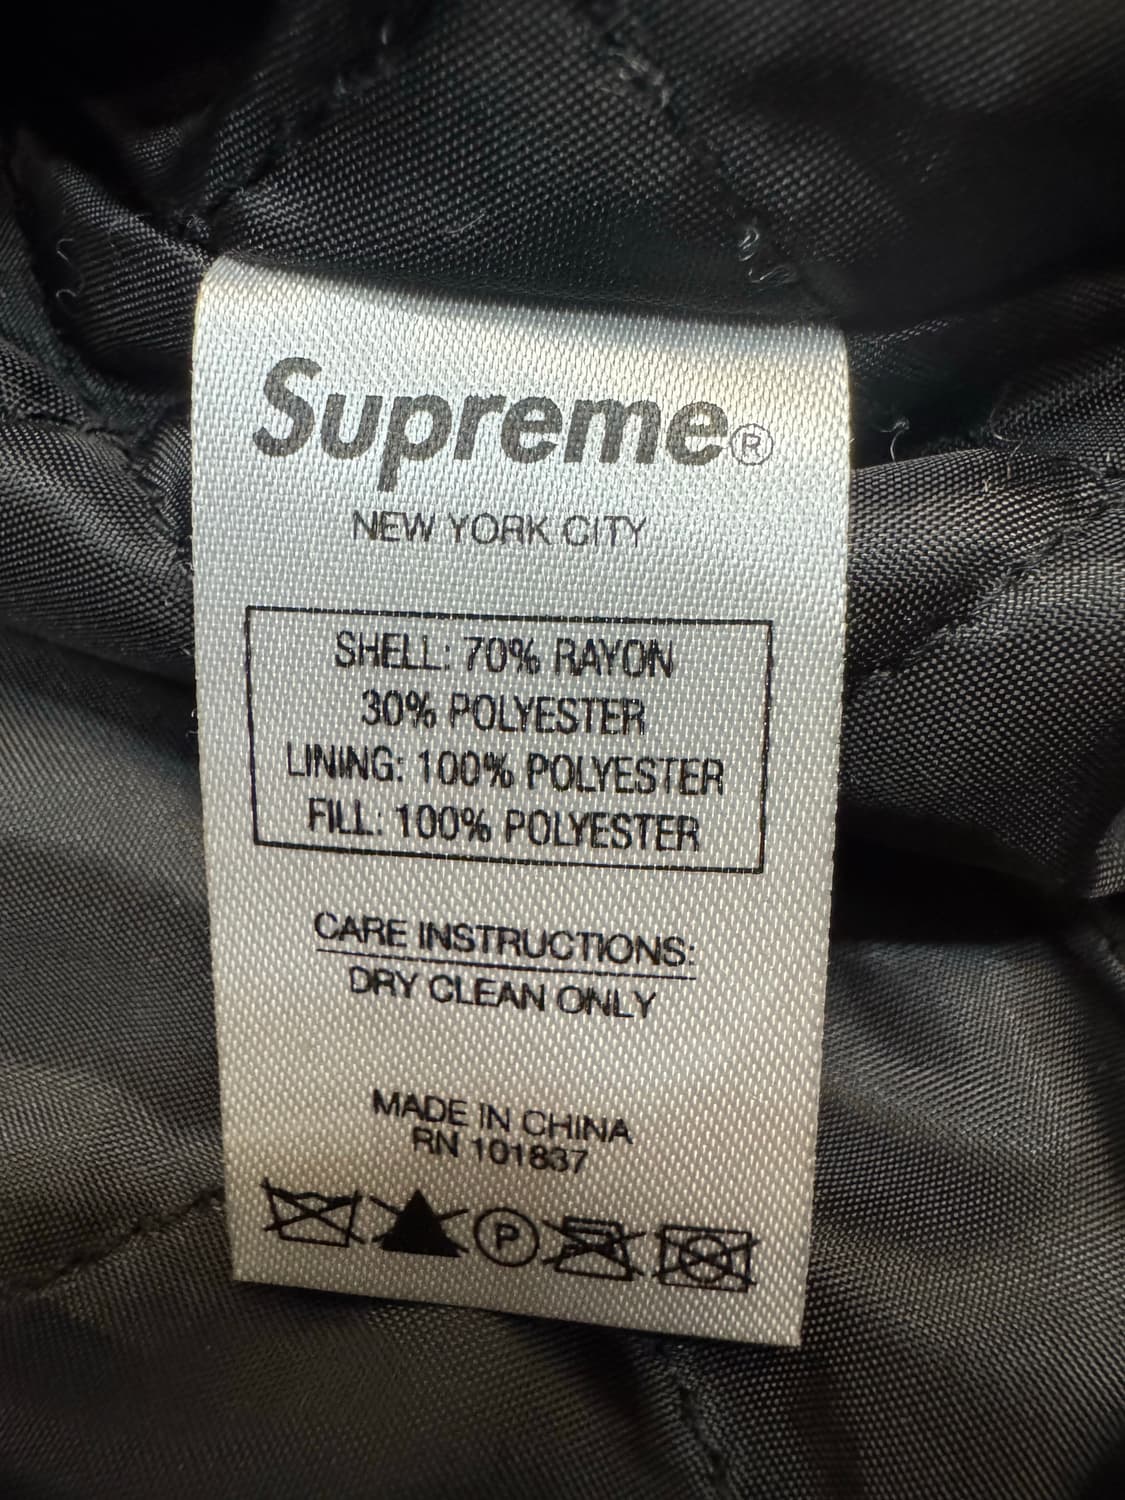 Supreme®
NEW YORK CITY
SHELL: 70% RAYON
30% POLYESTER
LINING: 100% POLYESTER
FILL: 100% POLYESTER
CARE INSTRUCTIONS:
DRY CLEAN ONLY
MADE IN CHINA
RN 101837
P